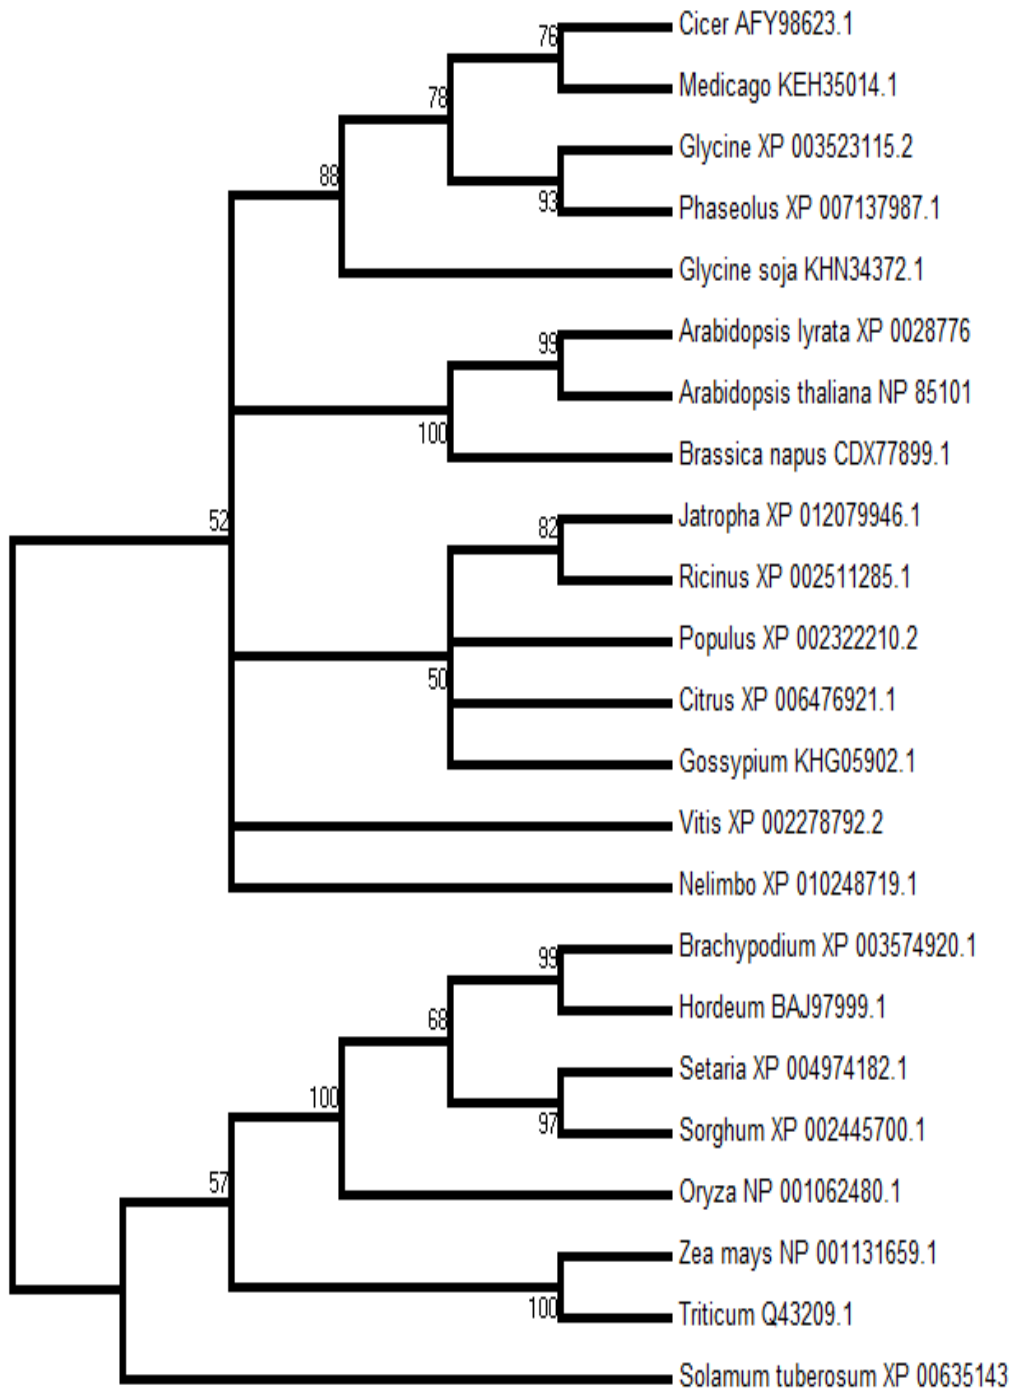 Cicer AFY98623.1
76
Medicago KEH35014.1
78
Glycine XP 003523115.2
88
93
Phaseolus XP 007137987.1
Glycine soja KHN34372.1
Arabidopsis lyrata XP 0028776
99
Arabidopsis thaliana NP 85101
100
Brassica napus CDX77899.1
Jatropha XP 012079946.1
52
82
Ricinus XP 002511285.1
Populus XP 002322210.2
50
Citrus XP 006476921.1
Gossypium KHG05902.1
Vitis XP 002278792.2
Nelimbo XP 010248719.1
Brachypodium XP 003574920.1
99
Hordeum BAJ97999.1
68
Setaria XP 004974182.1
100
97
Sorghum XP 002445700.1
57
Oryza NP 001062480.1
Zea mays NP 001131659.1
100
Triticum Q43209.1
Solamum tuberosum XP 00635143